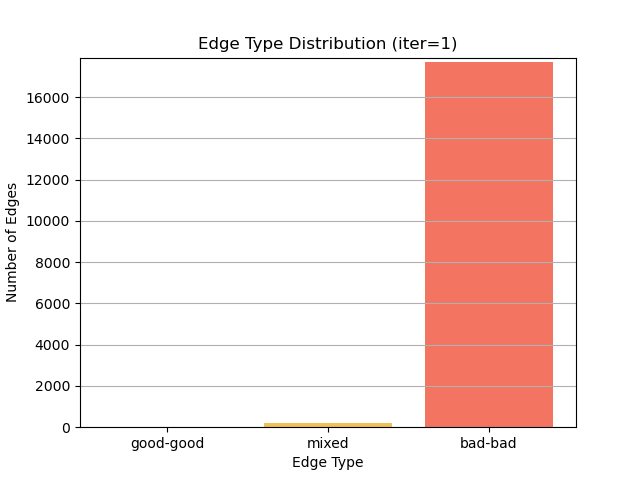 Edge Type Distribution (iter=1)
Number of Edges
16000
14000
12000
10000
8000
6000
4000
2000
0
good-good mixed bad-bad
Edge Type